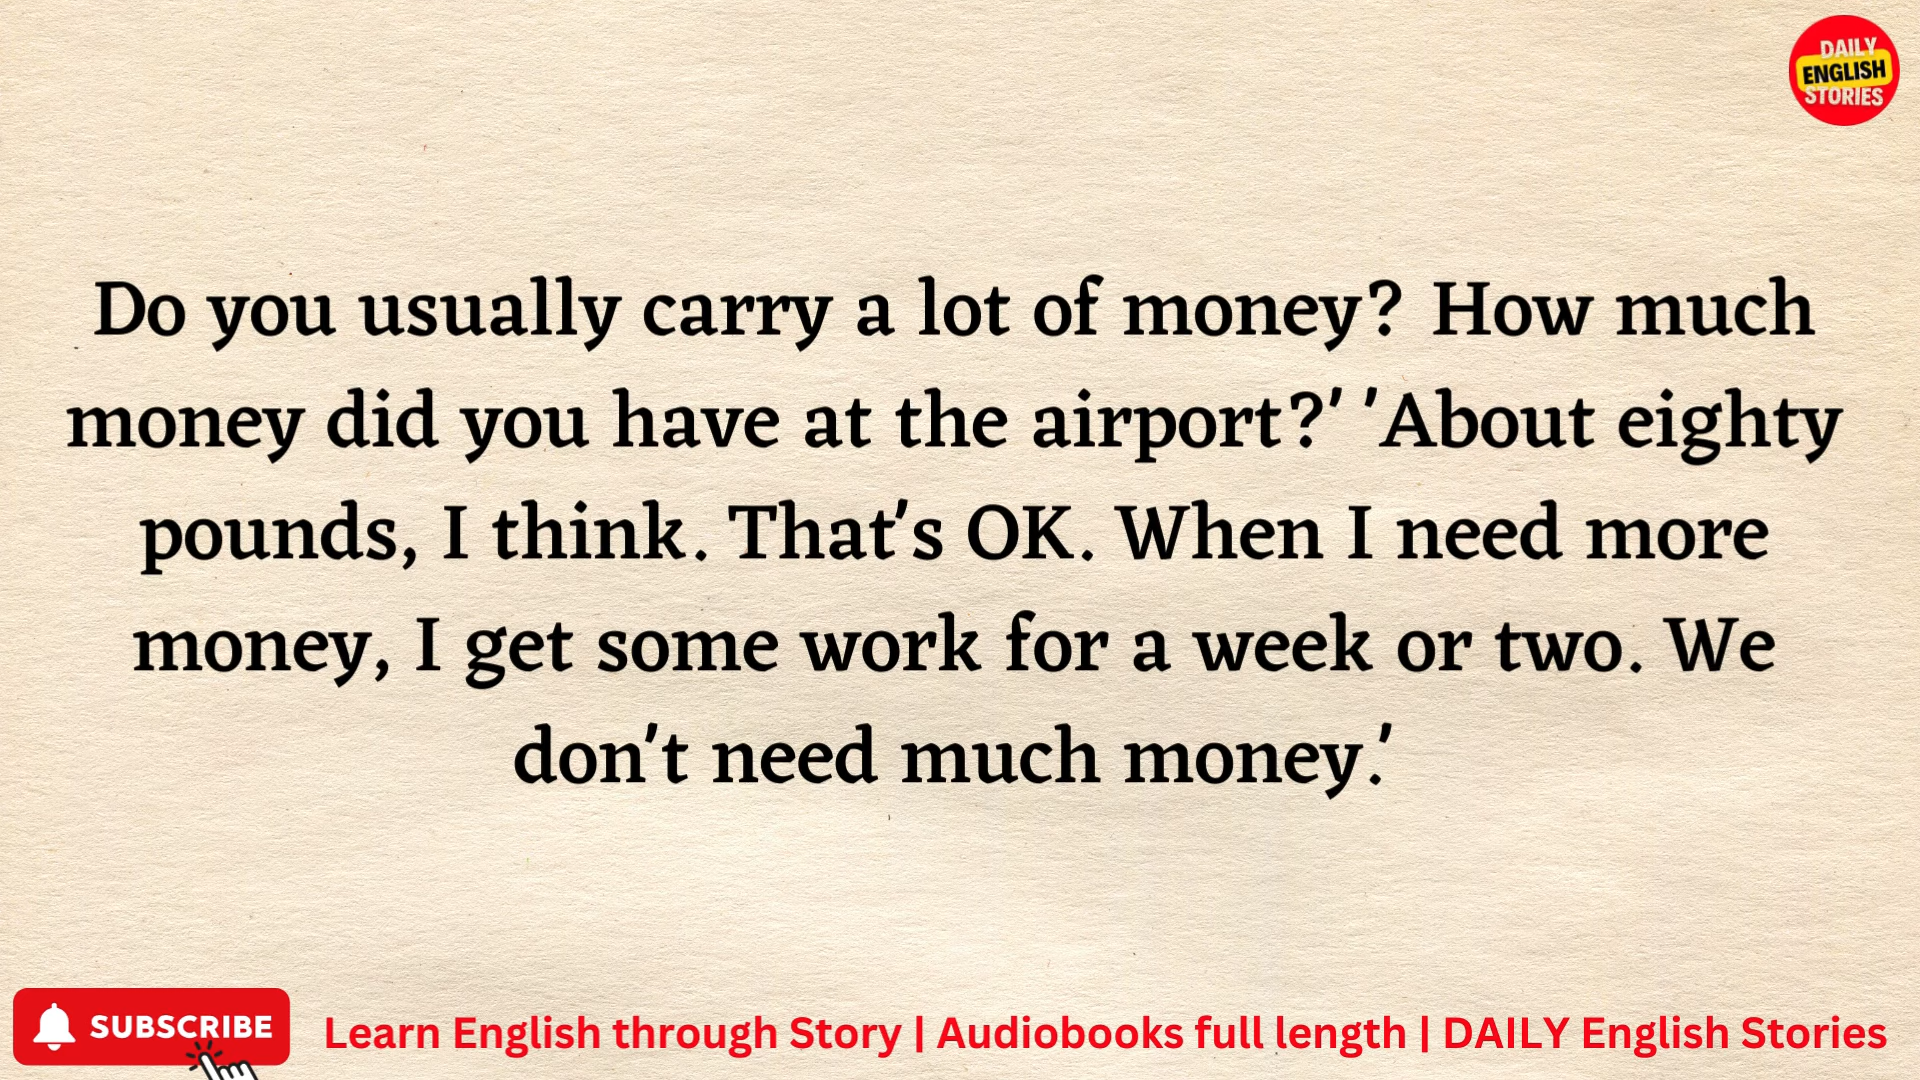 DAILY
ENGLISH
STORIES
Do you usually carry a lot of money? How much
money did you have at the airport?' 'About eighty
pounds, I think. That's OK. When I need more
money, I get some work for a week or two. We
don't need much money.'
SUBSCRIBE
Learn English through Story | Audiobooks full length | DAILY English Stories